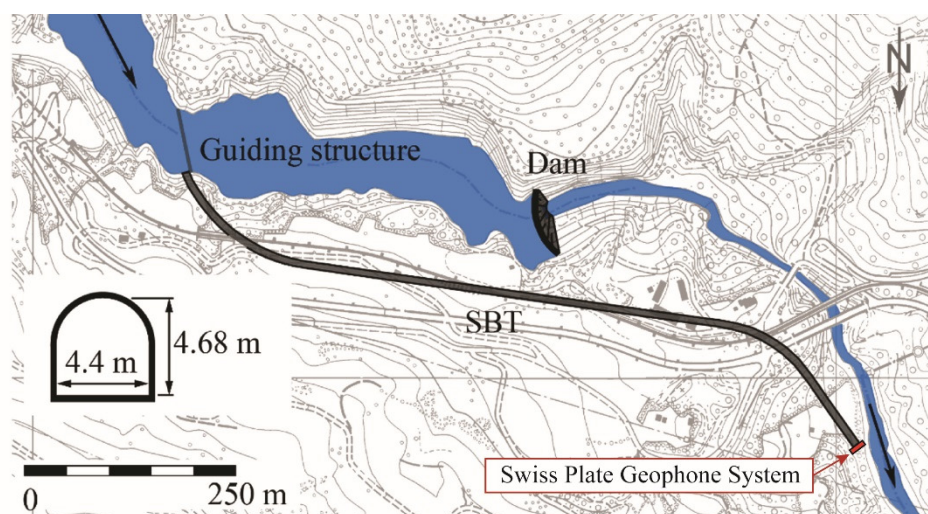 N
Guiding structure
Dam
SBT
4.4 m
4.68 m
Swiss Plate Geophone System
0
250 m